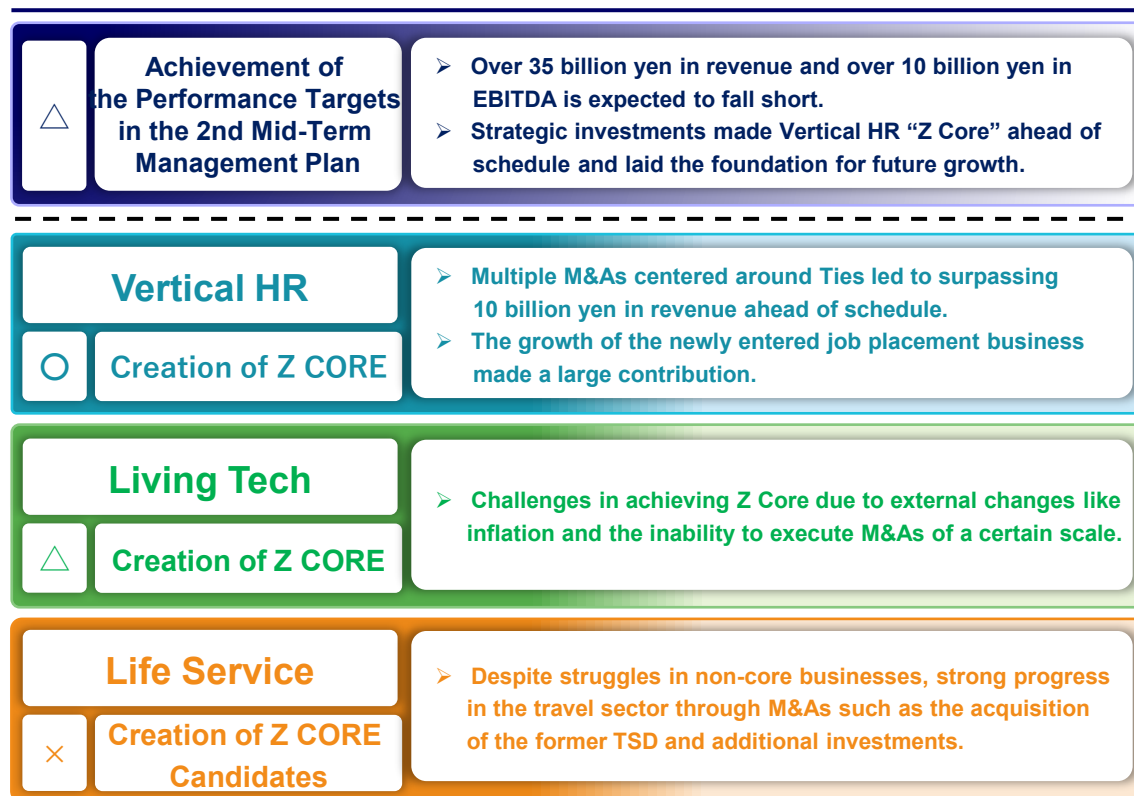 △
Achievement of
the Performance Targets
in the 2nd Mid-Term
Management Plan
➢ Over 35 billion yen in revenue and over 10 billion yen in
EBITDA is expected to fall short.
➢ Strategic investments made Vertical HR “Z Core” ahead of
schedule and laid the foundation for future growth.
Vertical HR
○ Creation of Z CORE
➢ Multiple M&As centered around Ties led to surpassing
10 billion yen in revenue ahead of schedule.
➢ The growth of the newly entered job placement business
made a large contribution.
Living Tech
△ Creation of Z CORE
➢ Challenges in achieving Z Core due to external changes like
inflation and the inability to execute M&As of a certain scale.
Life Service
×
Creation of Z CORE
Candidates
➢ Despite struggles in non-core businesses, strong progress
in the travel sector through M&As such as the acquisition
of the former TSD and additional investments.